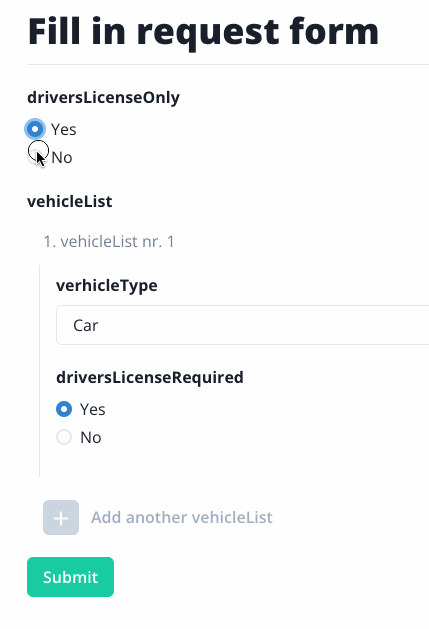 Fill in request form
driversLicenseOnly
Yes
No
vehicleList
1. vehicleList nr. 1
verhicleType
Car
driversLicenseRequired
Yes
No
+ Add another vehicleList
Submit